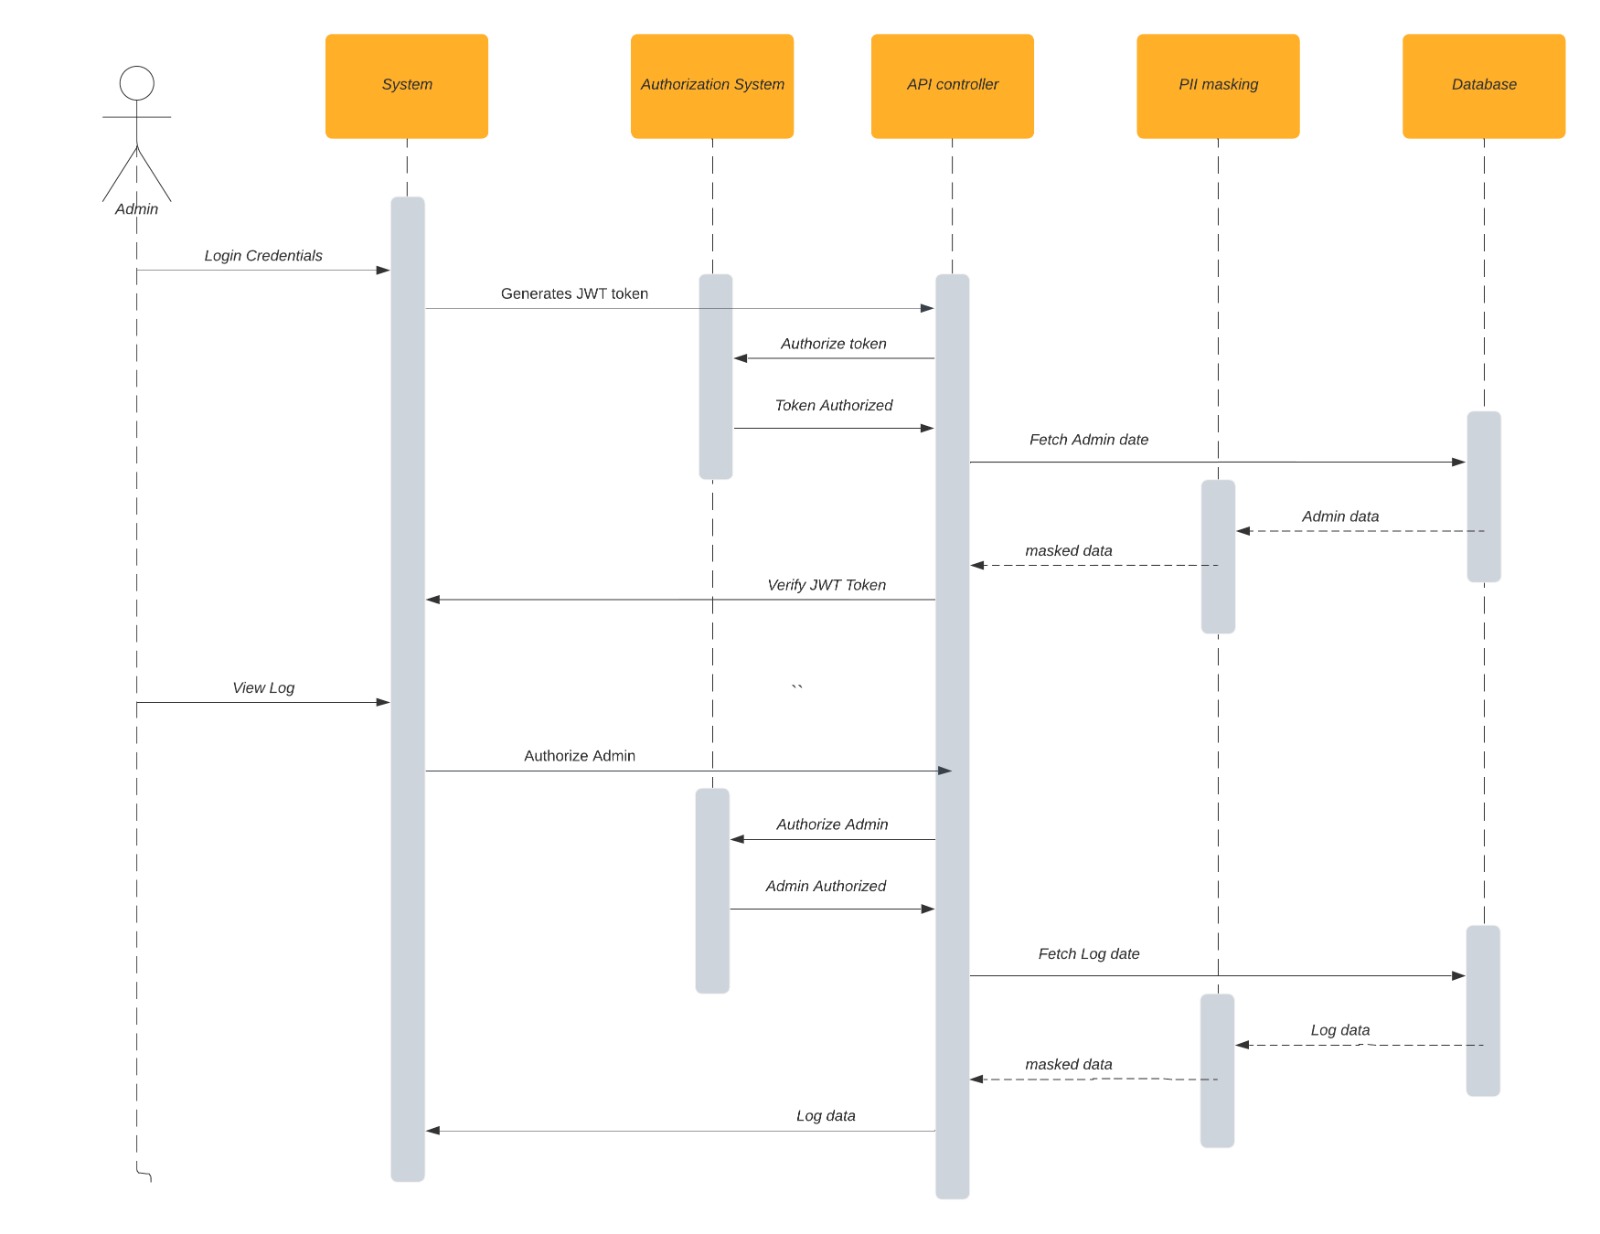 System
Authorization System
API controller
PII masking
Database
Admin
Login Credentials
Generates JWT token
Authorize token
Token Authorized
Fetch Admin date
Admin data
masked data
Verify JWT Token
View Log
``
Authorize Admin
Authorize Admin
Admin Authorized
Fetch Log date
Log data
masked data
Log data